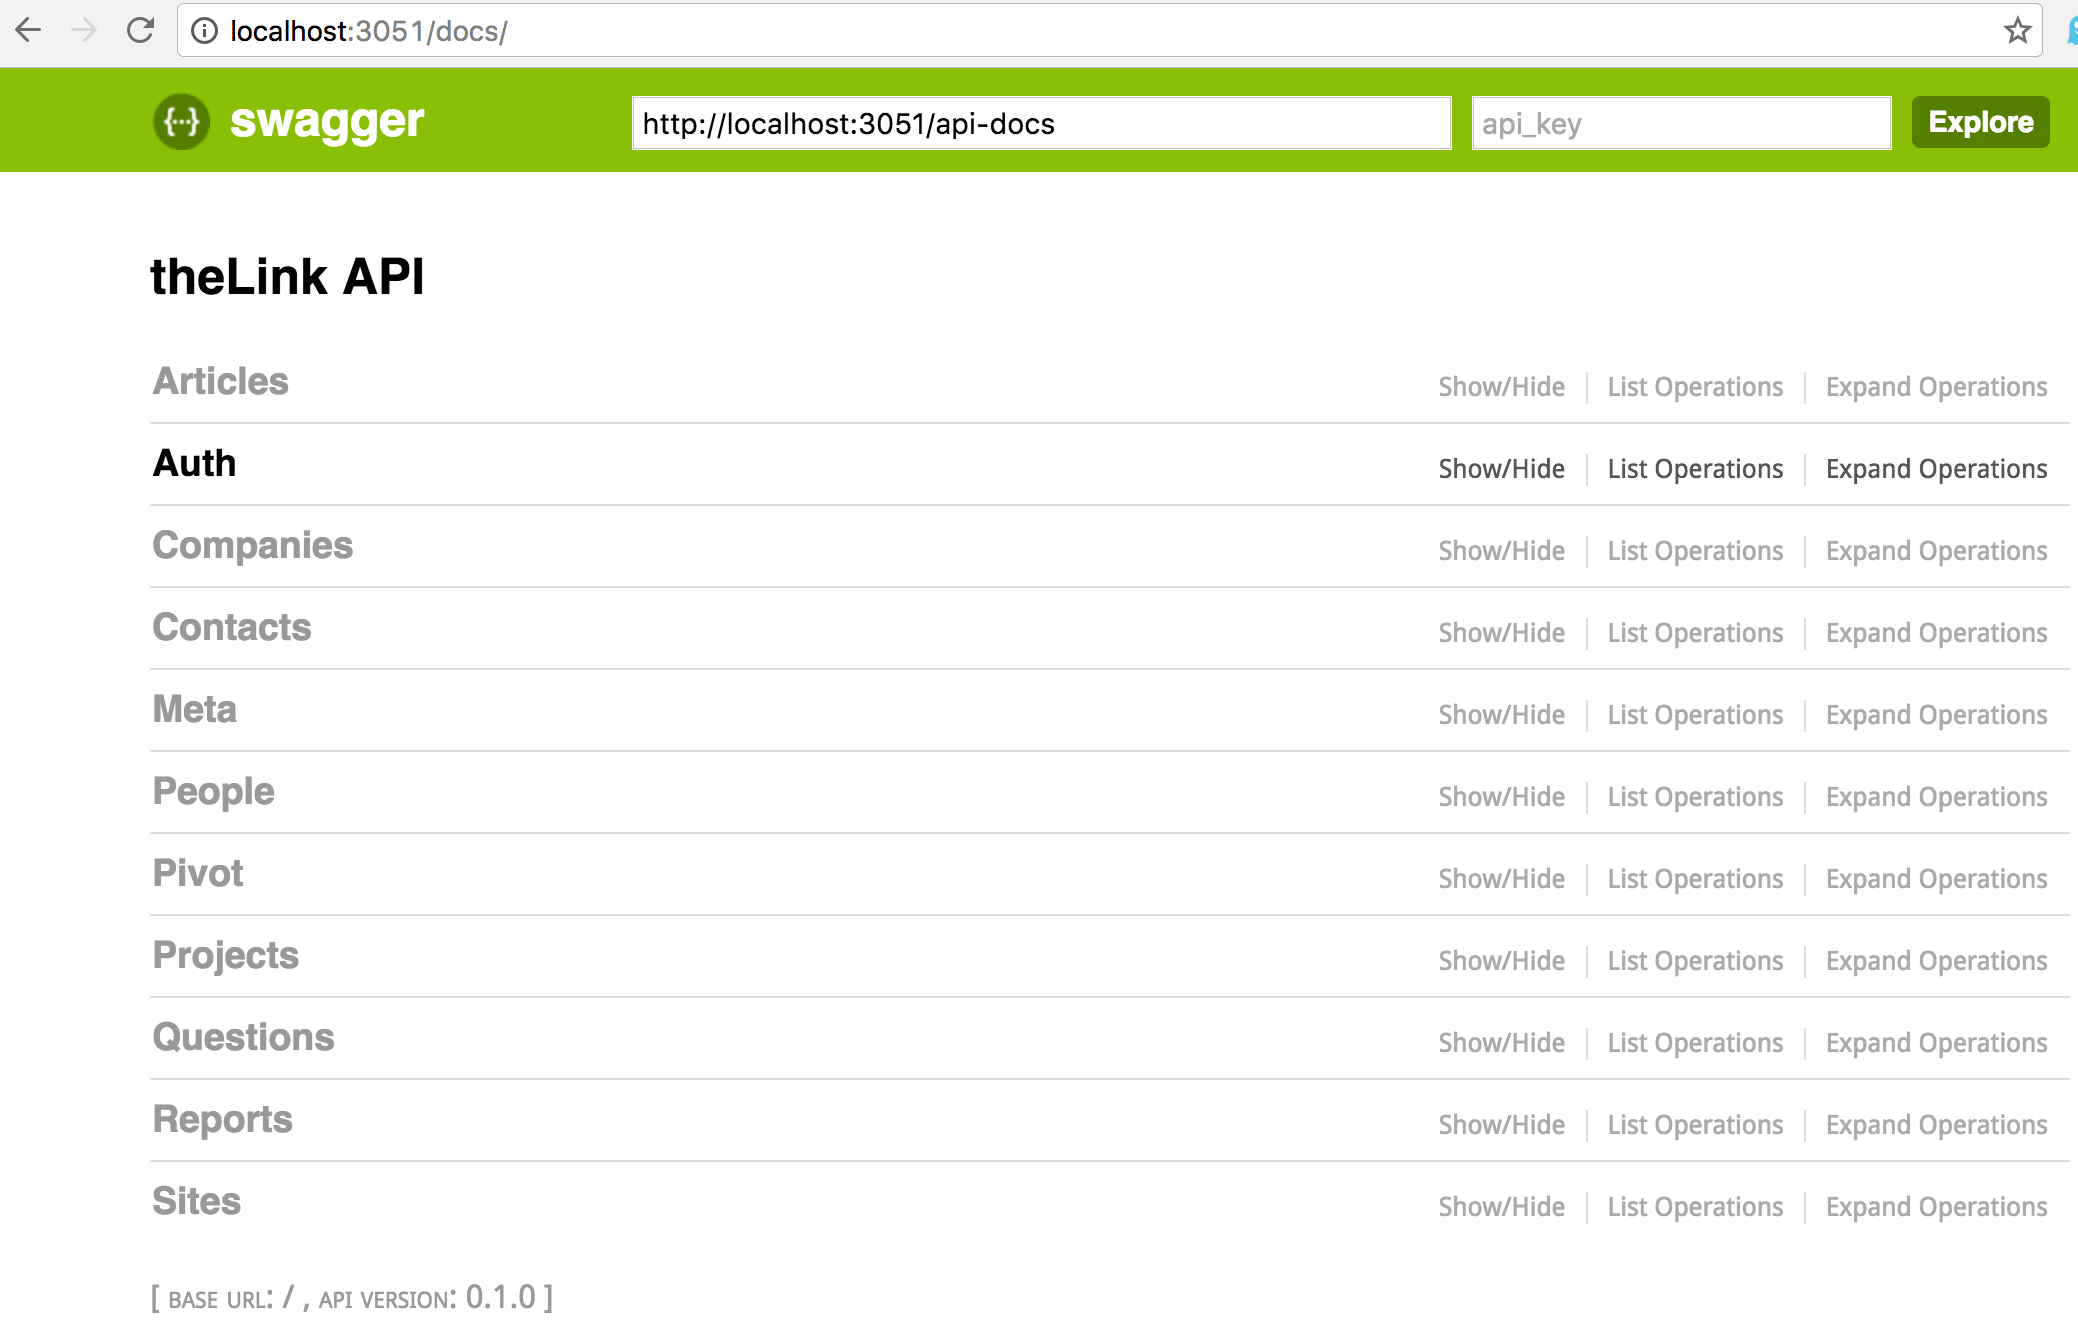 localhost:3051/docs/
{···} swagger http://localhost:3051/api-docs api_key Explore
theLink API
Articles Show/Hide List Operations Expand Operations
Auth Show/Hide List Operations Expand Operations
Companies Show/Hide List Operations Expand Operations
Contacts Show/Hide List Operations Expand Operations
Meta Show/Hide List Operations Expand Operations
People Show/Hide List Operations Expand Operations
Pivot Show/Hide List Operations Expand Operations
Projects Show/Hide List Operations Expand Operations
Questions Show/Hide List Operations Expand Operations
Reports Show/Hide List Operations Expand Operations
Sites Show/Hide List Operations Expand Operations
[ BASE URL: / , API VERSION: 0.1.0 ]